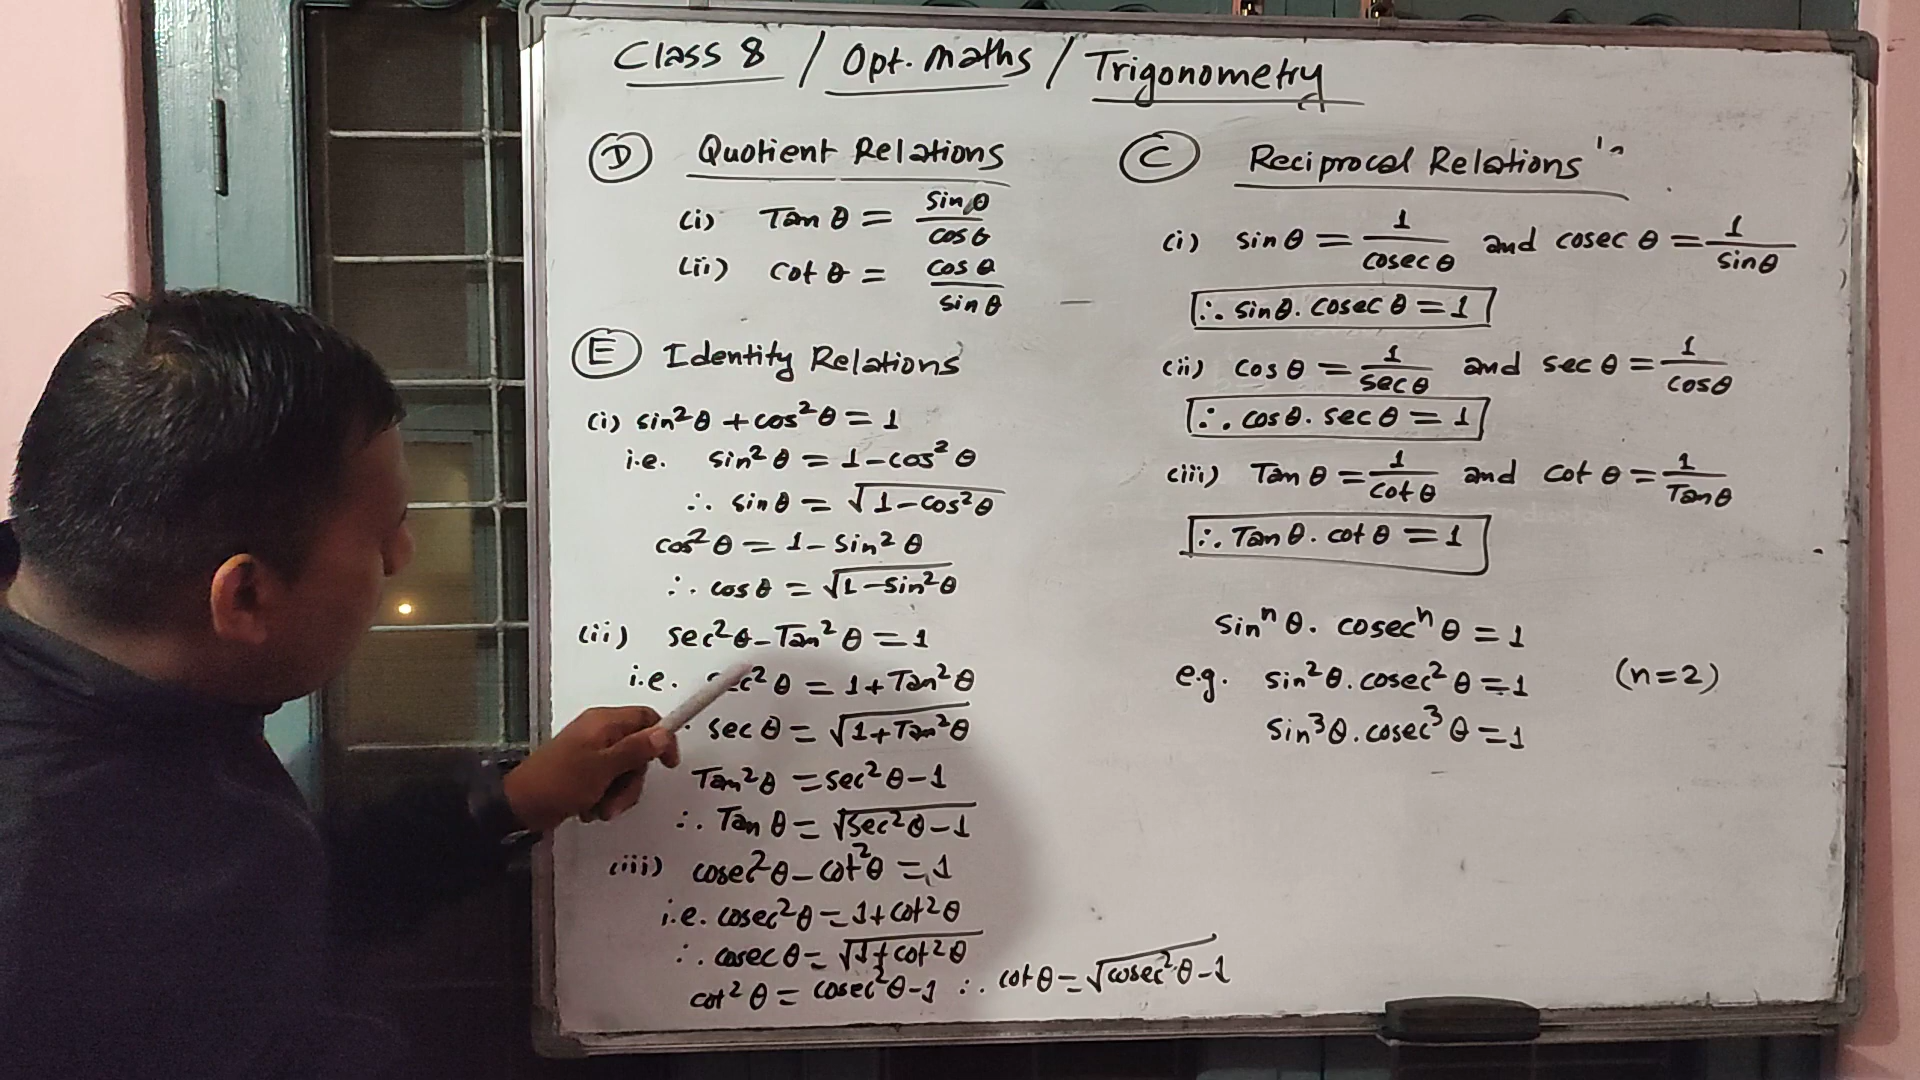 Class 8 / Opt. Maths / Trigonometry
(D) Quotient Relations
(i) Tan θ = sin θ / cos θ
(ii) cot θ = cos θ / sin θ
(E) Identity Relations
(i) sin²θ + cos²θ = 1
i.e. sin²θ = 1 - cos²θ
∴ sin θ = √(1 - cos²θ)
cos²θ = 1 - sin²θ
∴ cos θ = √(1 - sin²θ)
(ii) sec²θ - Tan²θ = 1
i.e. sec²θ = 1 + Tan²θ
sec θ = √(1 + Tan²θ)
Tan²θ = sec²θ - 1
∴ Tan θ = √(sec²θ - 1)
(iii) cosec²θ - cot²θ = 1
i.e. cosec²θ = 1 + cot²θ
∴ cosec θ = √(1 + cot²θ)
cot²θ = cosec²θ - 1 ∴ cot θ = √(cosec²θ - 1)
(C) Reciprocal Relations
(i) sin θ = 1 / cosec θ and cosec θ = 1 / sin θ
∴ sin θ . cosec θ = 1
(ii) cos θ = 1 / sec θ and sec θ = 1 / cos θ
∴ cos θ . sec θ = 1
(iii) Tan θ = 1 / cot θ and cot θ = 1 / Tan θ
∴ Tan θ . cot θ = 1
sinⁿθ . cosecⁿθ = 1
e.g. sin²θ . cosec²θ = 1 (n=2)
sin³θ . cosec³θ = 1